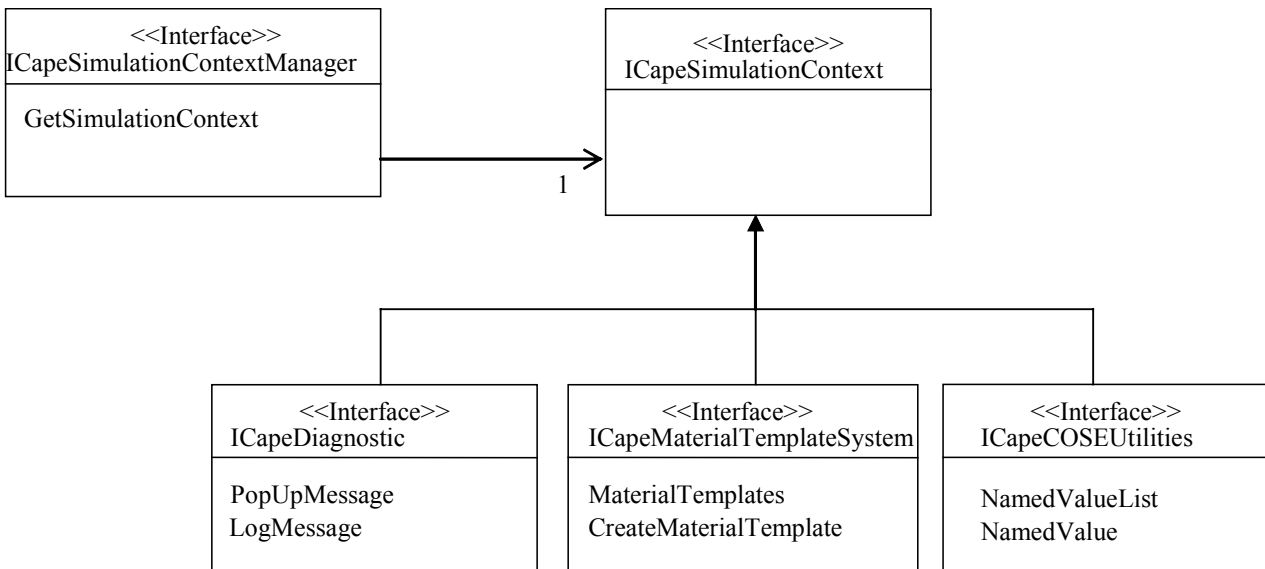 <<Interface>>
ICapeSimulationContextManager
GetSimulationContext
<<Interface>>
ICapeSimulationContext
1
<<Interface>>
ICapeDiagnostic
PopUpMessage
LogMessage
<<Interface>>
ICapeMaterialTemplateSystem
MaterialTemplates
CreateMaterialTemplate
<<Interface>>
ICapeCOSEUtilities
NamedValueList
NamedValue